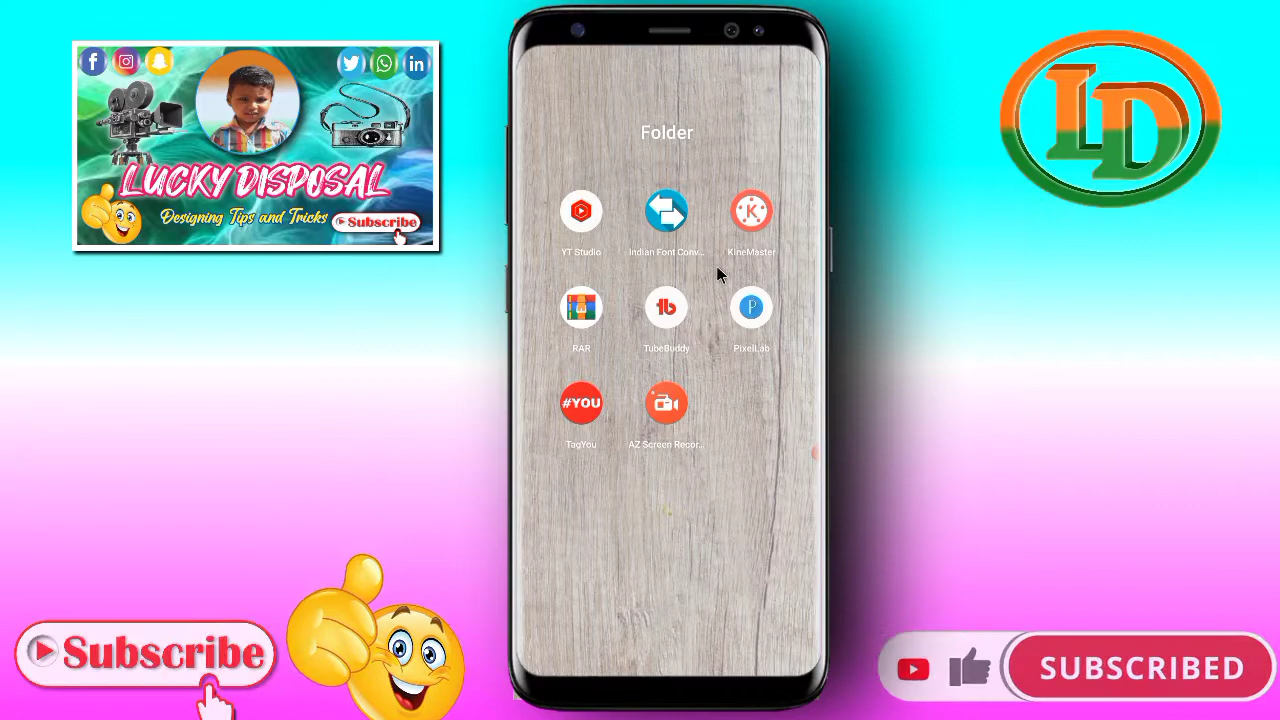 LUCKY DISPOSAL
Designing Tips and Tricks
Subscribe
LD
Folder
YT Studio
Indian Font Conv...
KineMaster
RAR
TubeBuddy
P
PixelLab
#YOU
TagYou
AZ Screen Recor...
Subscribe
SUBSCRIBED